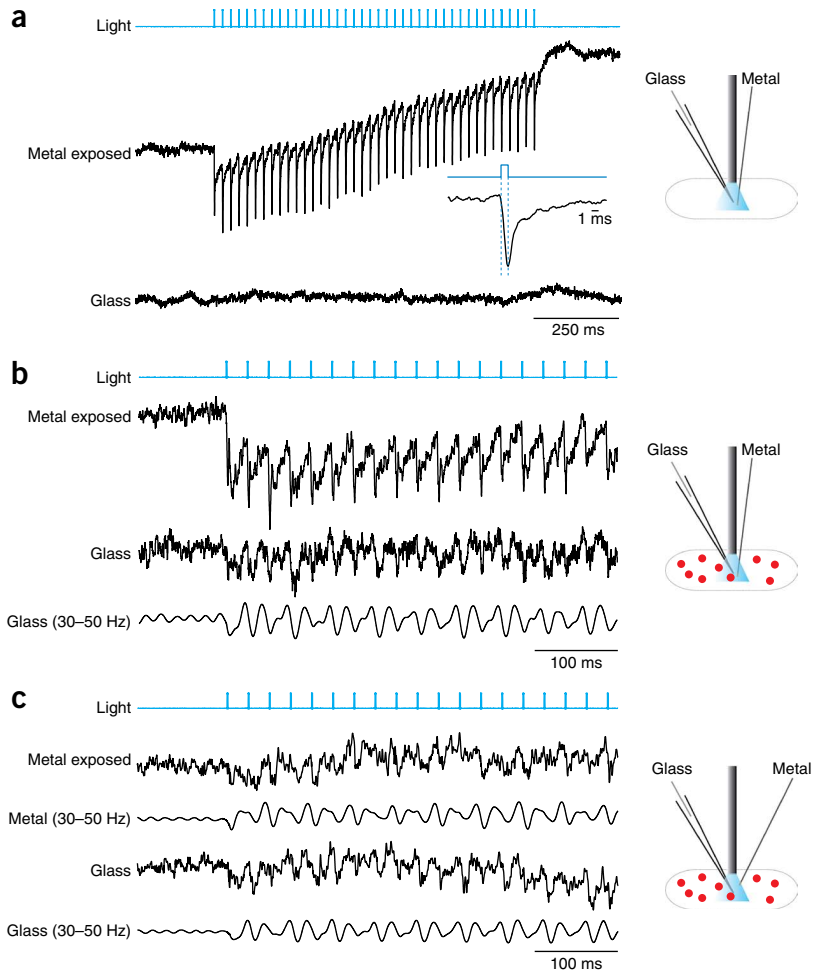 a
Light
Metal exposed
1 ms
Glass
250 ms
Glass
Metal
b
Light
Metal exposed
Glass
Glass (30–50 Hz)
100 ms
Glass
Metal
c
Light
Metal exposed
Metal (30–50 Hz)
Glass
Glass (30–50 Hz)
100 ms
Glass
Metal